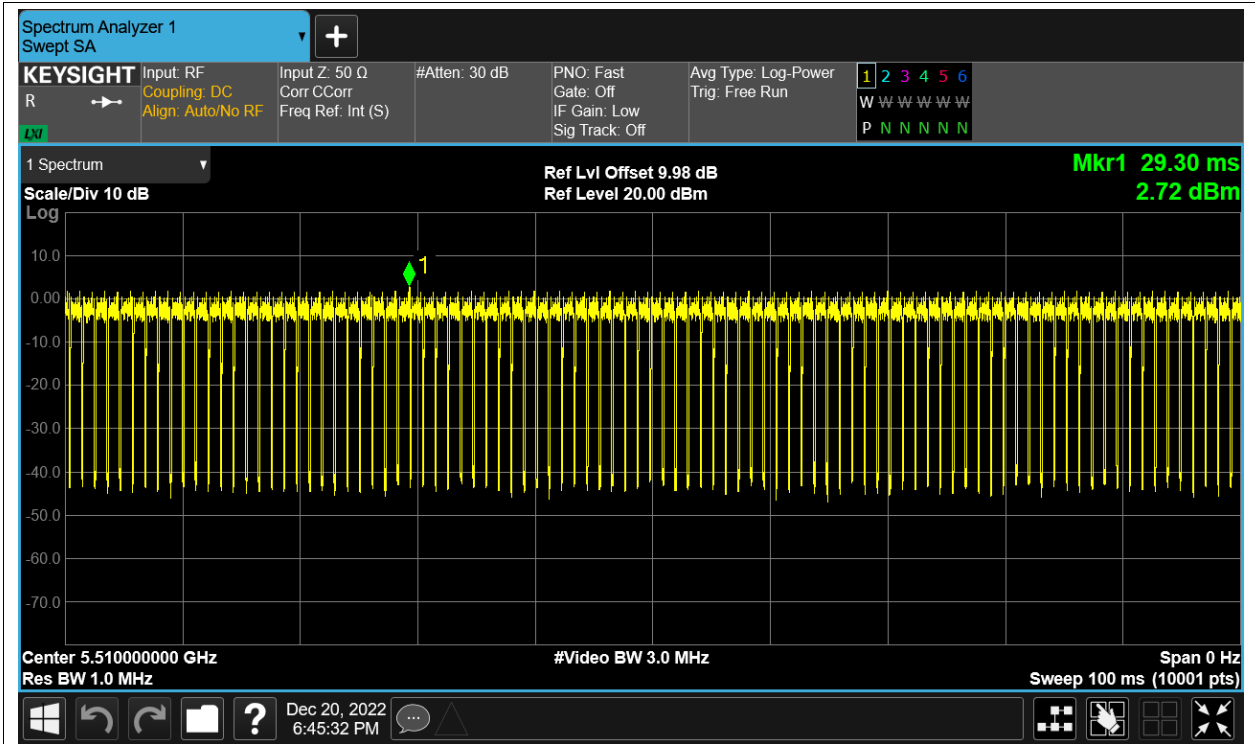 Spectrum Analyzer 1
Swept SA
KEYSIGHT
R
LXI
Input: RF
Coupling: DC
Align: Auto/No RF
Input Z: 50 Ω
Corr CCorr
Freq Ref: Int (S)
#Atten: 30 dB
PNO: Fast
Gate: Off
IF Gain: Low
Sig Track: Off
Avg Type: Log-Power
Trig: Free Run
1 2 3 4 5 6
W W W W W W
P N N N N N
1 Spectrum
Scale/Div 10 dB
Log
Ref Lvl Offset 9.98 dB
Ref Level 20.00 dBm
Mkr1 29.30 ms
2.72 dBm
1
10.0
0.00
-10.0
-20.0
-30.0
-40.0
-50.0
-60.0
-70.0
Center 5.510000000 GHz
#Video BW 3.0 MHz
Span 0 Hz
Res BW 1.0 MHz
Sweep 100 ms (10001 pts)
?
Dec 20, 2022
6:45:32 PM